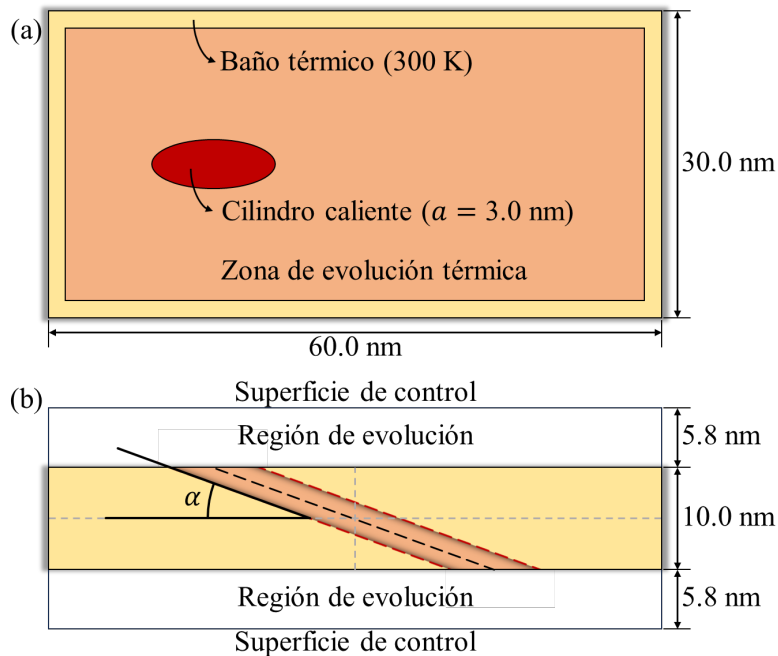 (a)
Baño térmico (300 K)
Cilindro caliente (𝑎 = 3.0 nm)
Zona de evolución térmica
30.0 nm
60.0 nm
(b)
Superficie de control
Región de evolución
5.8 nm
α
10.0 nm
Región de evolución
5.8 nm
Superficie de control